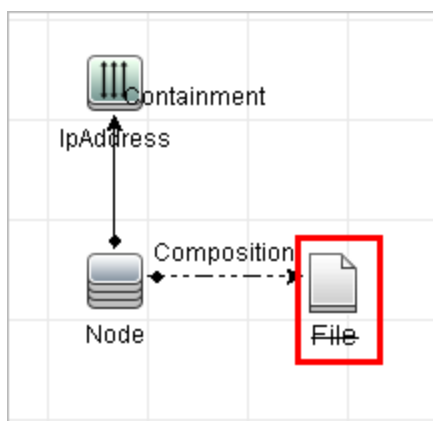 Containment
IpAddress
Composition
Node
File